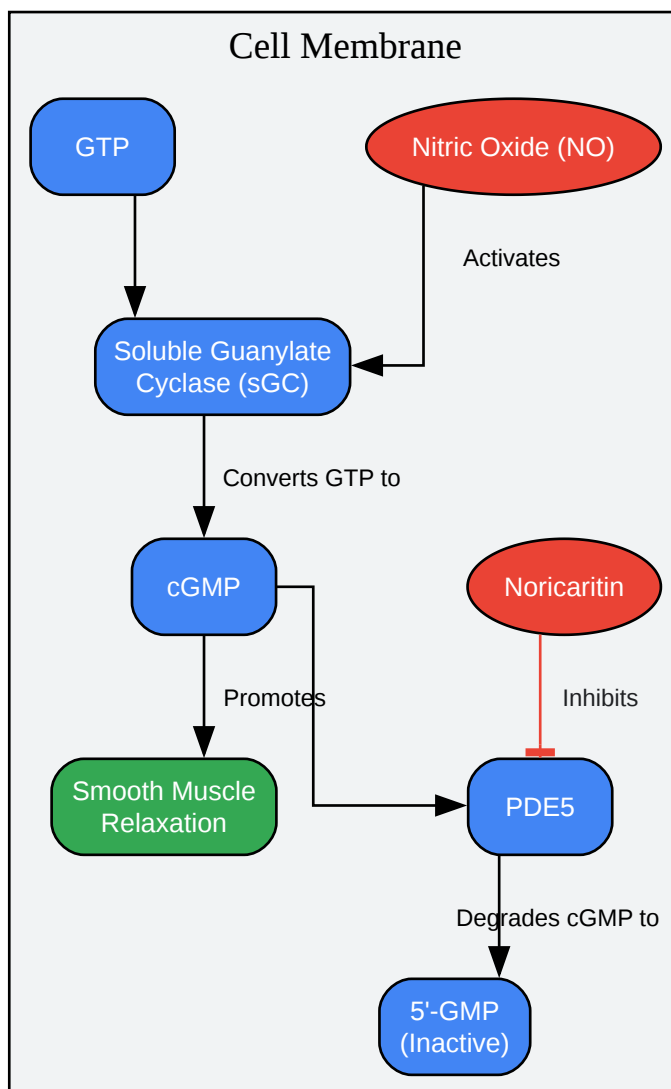 Cell Membrane
GTP
Nitric Oxide (NO)
Activates
Soluble Guanylate
Cyclase (sGC)
Converts GTP to
cGMP
Noricaritin
Promotes
Inhibits
Smooth Muscle
Relaxation
PDE5
Degrades cGMP to
5'-GMP
(Inactive)